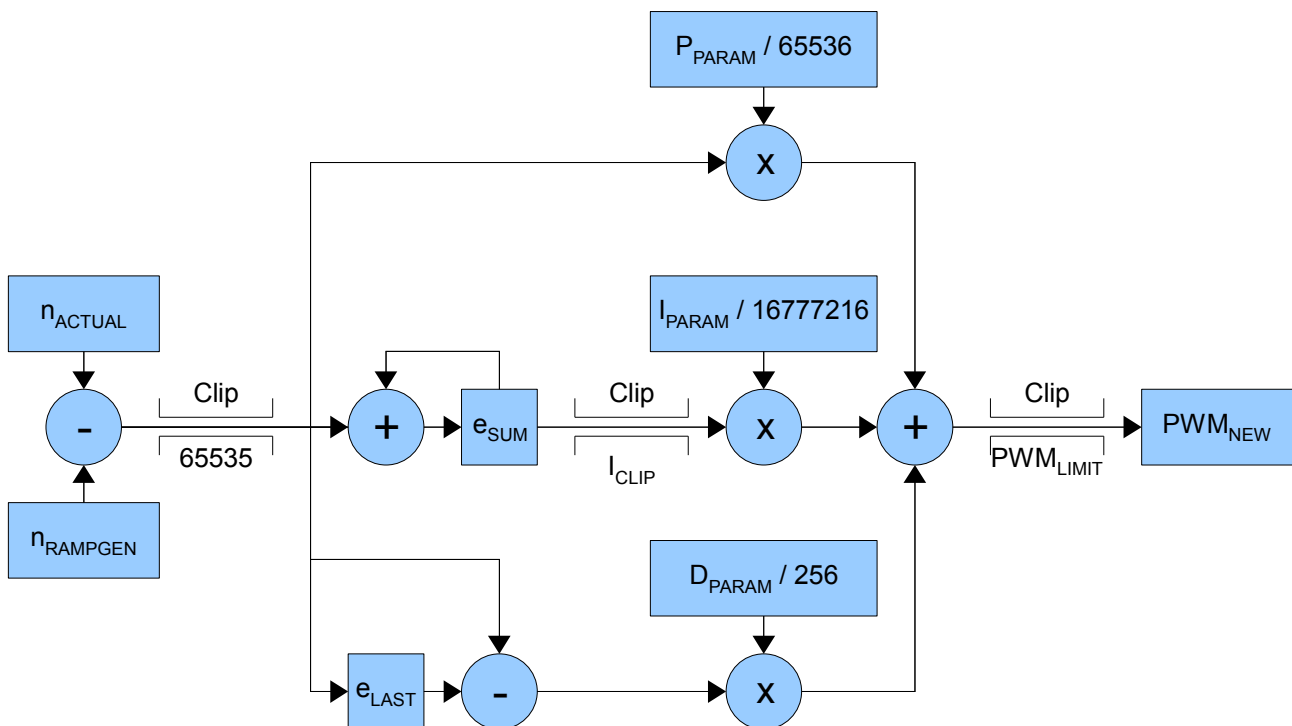 P_PARAM / 65536
x
n_ACTUAL
I_PARAM / 16777216
Clip
Clip
Clip
-
+
e_SUM
x
+
PWM_NEW
65535
I_CLIP
PWM_LIMIT
n_RAMPGEN
D_PARAM / 256
e_LAST
-
x